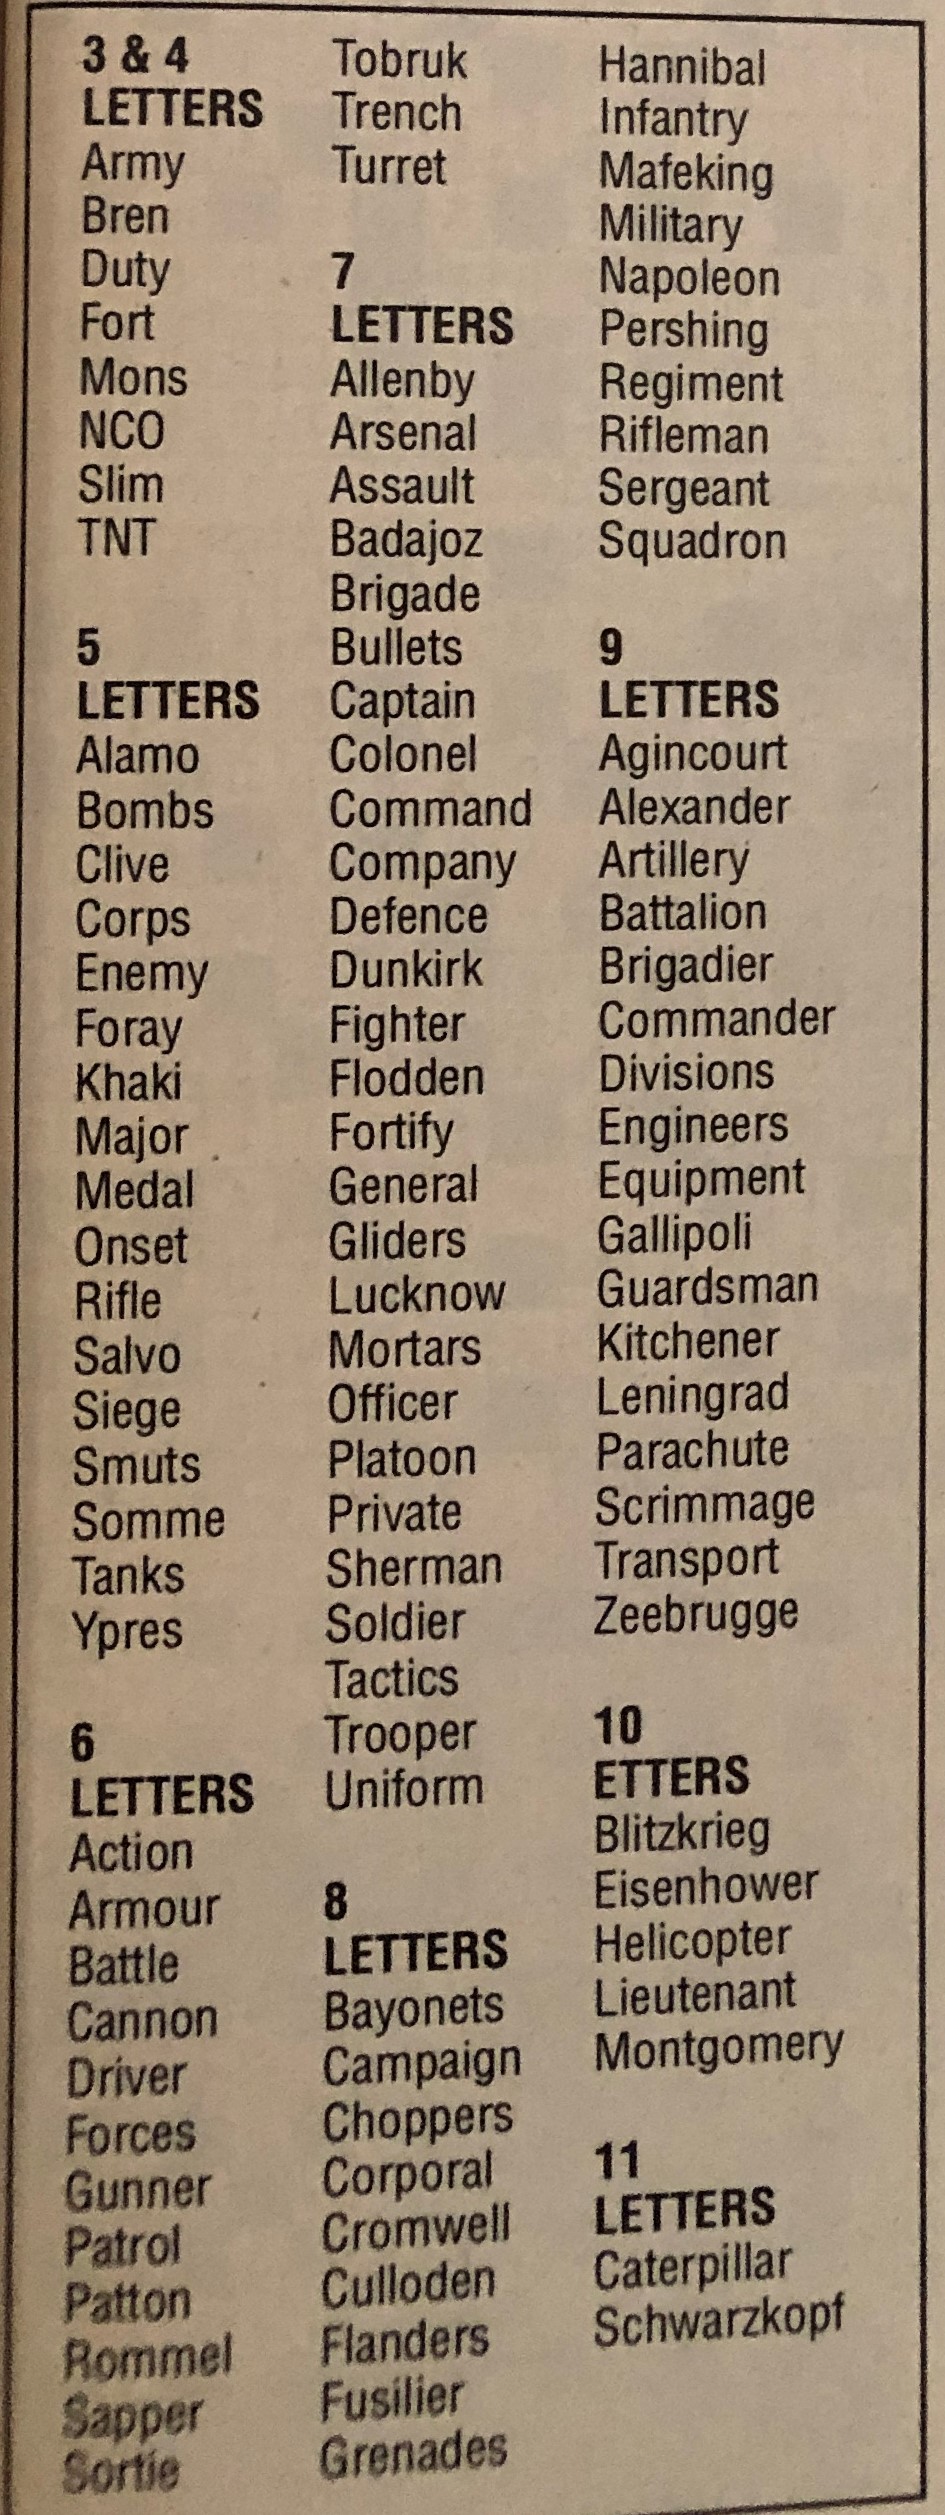 3 & 4
LETTERS
Army
Bren
Duty
Fort
Mons
NCO
Slim
TNT
5
LETTERS
Alamo
Bombs
Clive
Corps
Enemy
Foray
Khaki
Major
Medal
Onset
Rifle
Salvo
Siege
Smuts
Somme
Tanks
Ypres
6
LETTERS
Action
Armour
Battle
Cannon
Driver
Forces
Gunner
Patrol
Patton
Rommel
Sapper
Sortie
Tobruk
Trench
Turret
7
LETTERS
Allenby
Arsenal
Assault
Badajoz
Brigade
Bullets
Captain
Colonel
Command
Company
Defence
Dunkirk
Fighter
Flodden
Fortify
General
Gliders
Lucknow
Mortars
Officer
Platoon
Private
Sherman
Soldier
Tactics
Trooper
Uniform
8
LETTERS
Bayonets
Campaign
Choppers
Corporal
Cromwell
Culloden
Flanders
Fusilier
Grenades
Hannibal
Infantry
Mafeking
Military
Napoleon
Pershing
Regiment
Rifleman
Sergeant
Squadron
9
LETTERS
Agincourt
Alexander
Artillery
Battalion
Brigadier
Commander
Divisions
Engineers
Equipment
Gallipoli
Guardsman
Kitchener
Leningrad
Parachute
Scrimmage
Transport
Zeebrugge
10
ETTERS
Blitzkrieg
Eisenhower
Helicopter
Lieutenant
Montgomery
11
LETTERS
Caterpillar
Schwarzkopf